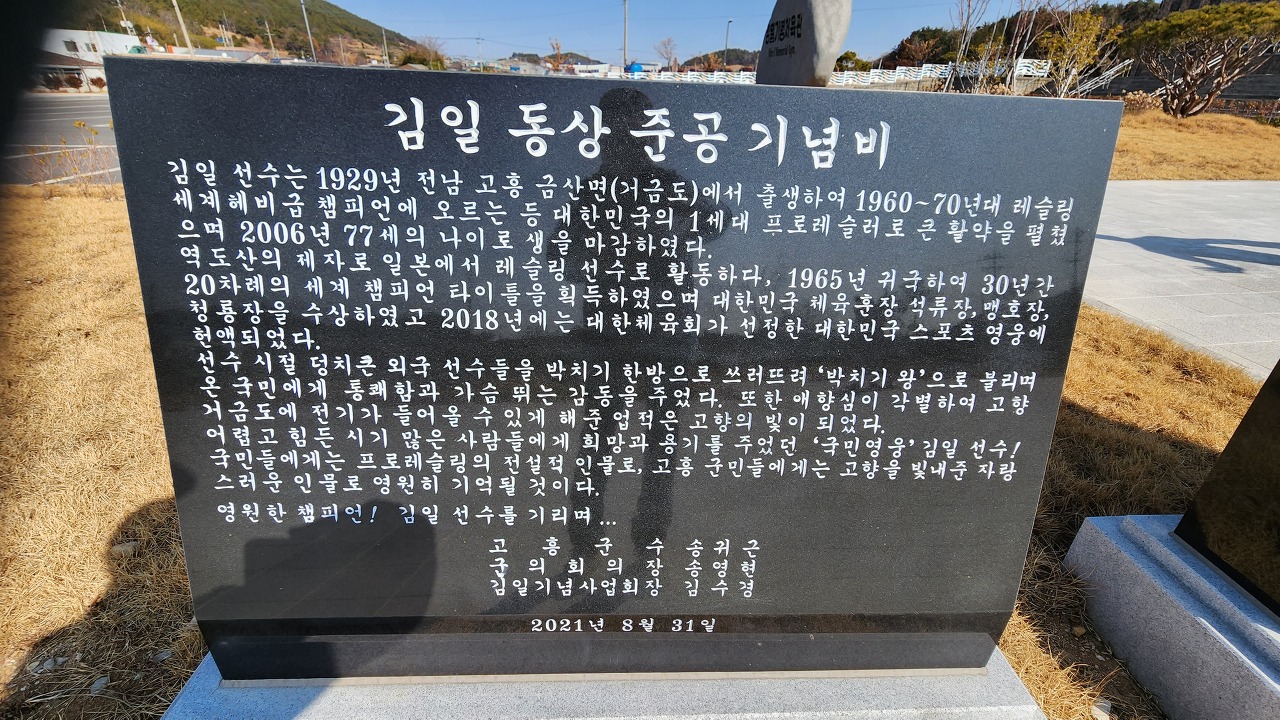 기념체육관
김일 동상 준공 기념비
김일 선수는 1929년 전남 고흥 금산면(거금도)에서 출생하여 1960~70년대 레슬링
세계헤비급 챔피언에 오르는 등 대한민국의 1세대 프로레슬러로 큰 활약을 펼쳤
으며 2006년 77세의 나이로 생을 마감하였다.
역도산의 제자로 일본에서 레슬링 선수로 활동하다, 1965년 귀국하여 30년간
20차례의 세계 챔피언 타이틀을 획득하였으며 대한민국 체육훈장 석류장, 맹호장,
청룡장을 수상하였고 2018년에는 대한체육회가 선정한 대한민국 스포츠 영웅에
헌액되었다.
선수 시절 덩치큰 외국 선수들을 박치기 한방으로 쓰러뜨려 ‘박치기 왕’으로 불리며
온 국민에게 통쾌함과 가슴 뛰는 감동을 주었다. 또한 애향심이 각별하여 고향
거금도에 전기가 들어올 수 있게 해 준 업적은 고향의 빛이 되었다.
어렵고 힘든 시기 많은 사람들에게 희망과 용기를 주었던 ‘국민영웅’ 김일 선수!
국민들에게는 프로레슬링의 전설적 인물로, 고흥 군민들에게는 고향을 빛내준 자랑
스러운 인물로 영원히 기억될 것이다.
영원한 챔피언! 김일 선수를 기리며...
고 흥 군 수 송귀근
군 의 회 의 장 송영현
김일기념사업회장 김수경
2021년 8월 31일